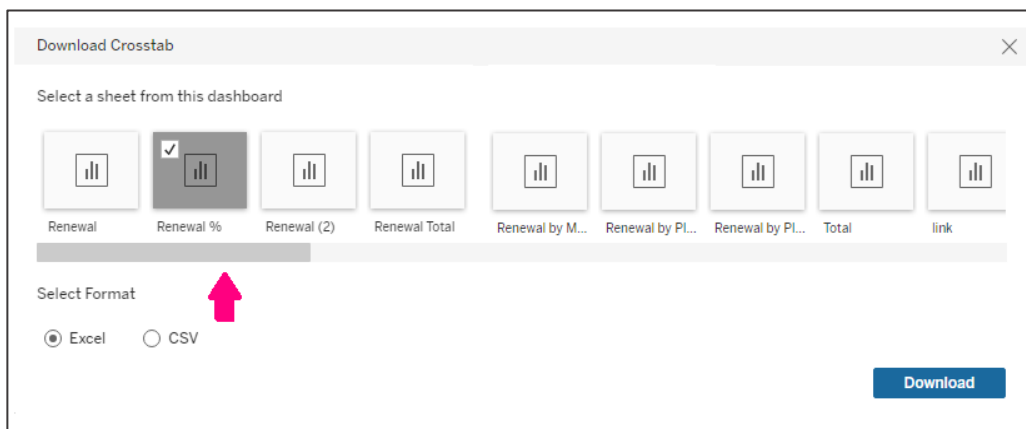 Download Crosstab
Select a sheet from this dashboard
Renewal Renewal % Renewal (2) Renewal Total Renewal by M... Renewal by Pl... Renewal by Pl... Total link
Select Format
Excel CSV
Download